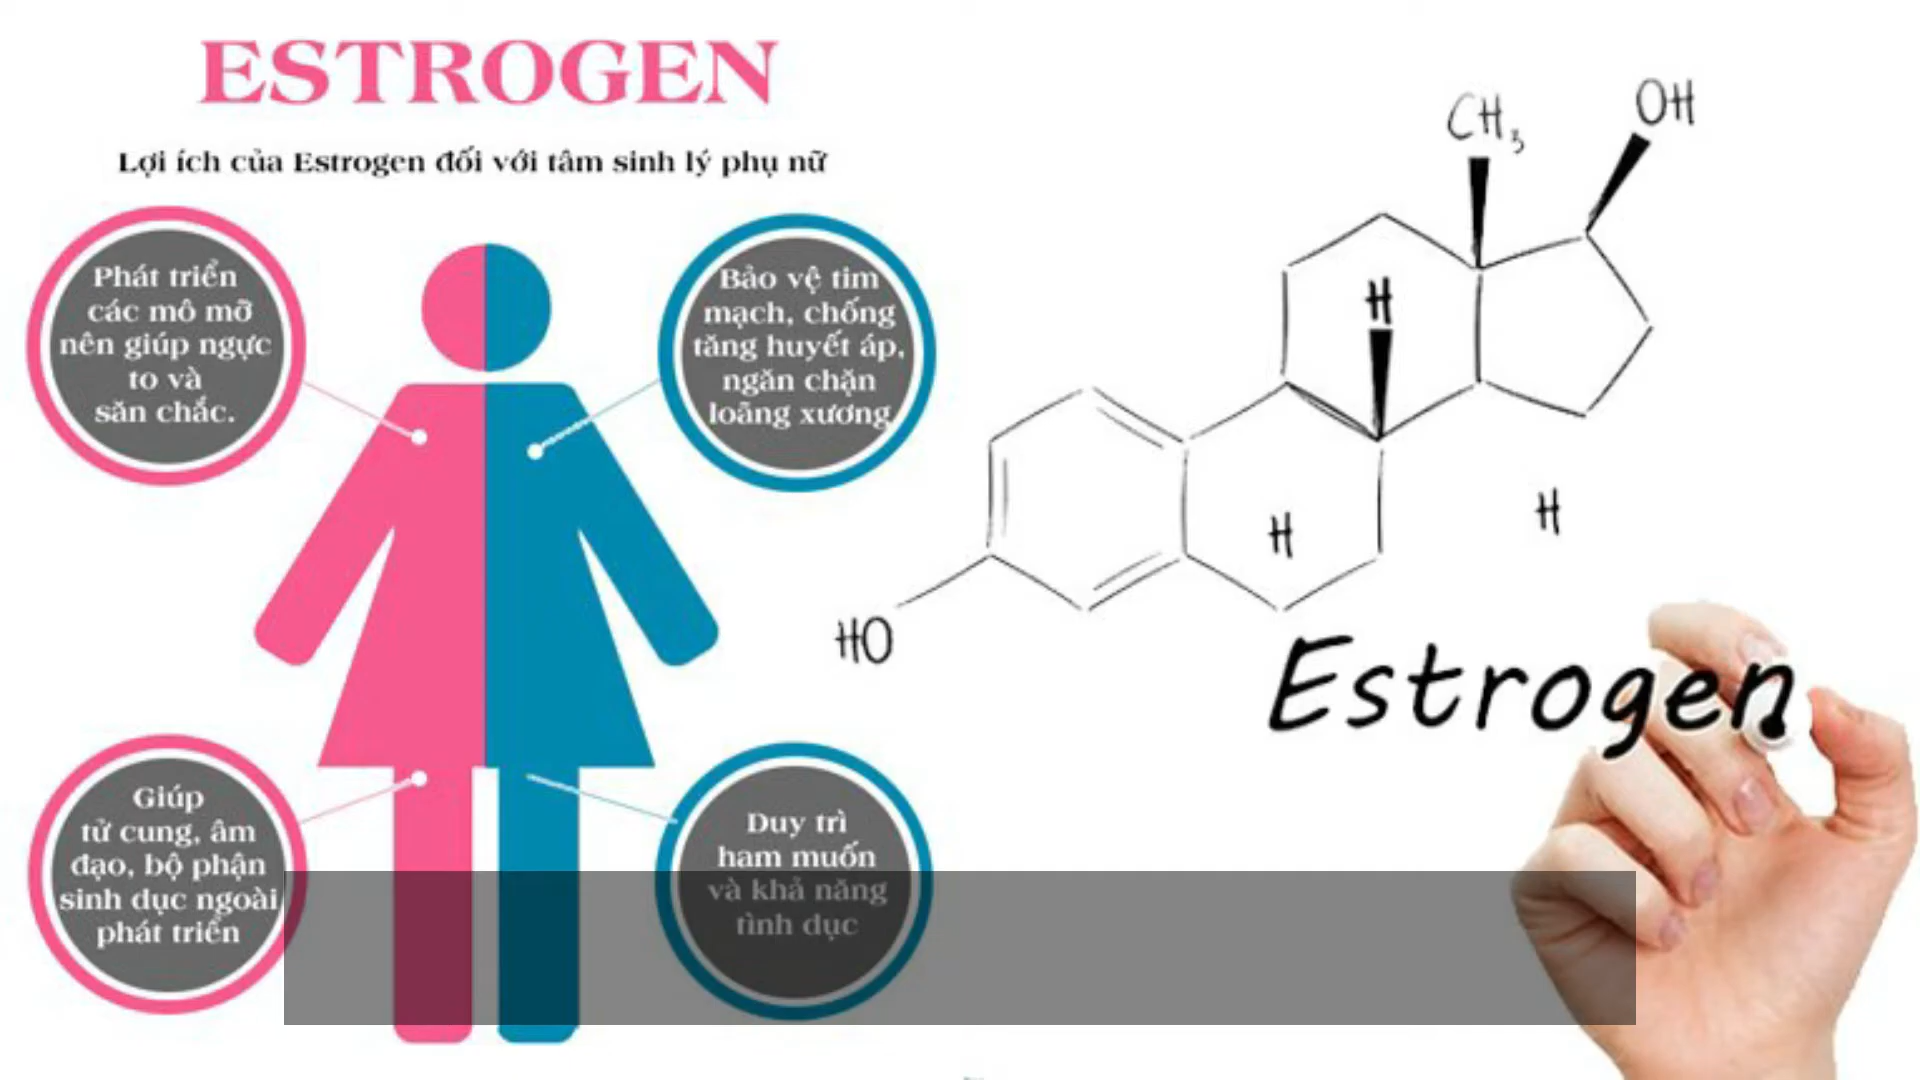 ESTROGEN
Lợi ích của Estrogen đối với tâm sinh lý phụ nữ
Phát triển
các mô mỡ
nên giúp ngực
to và
săn chắc.
Bảo vệ tim
mạch, chống
tăng huyết áp,
ngăn chặn
loãng xương
Giúp
tử cung, âm
đạo, bộ phận
sinh dục ngoài
phát triển
Duy trì
ham muốn
và khả năng
tình dục
CH3
OH
H
H
H
HO
Estrogen